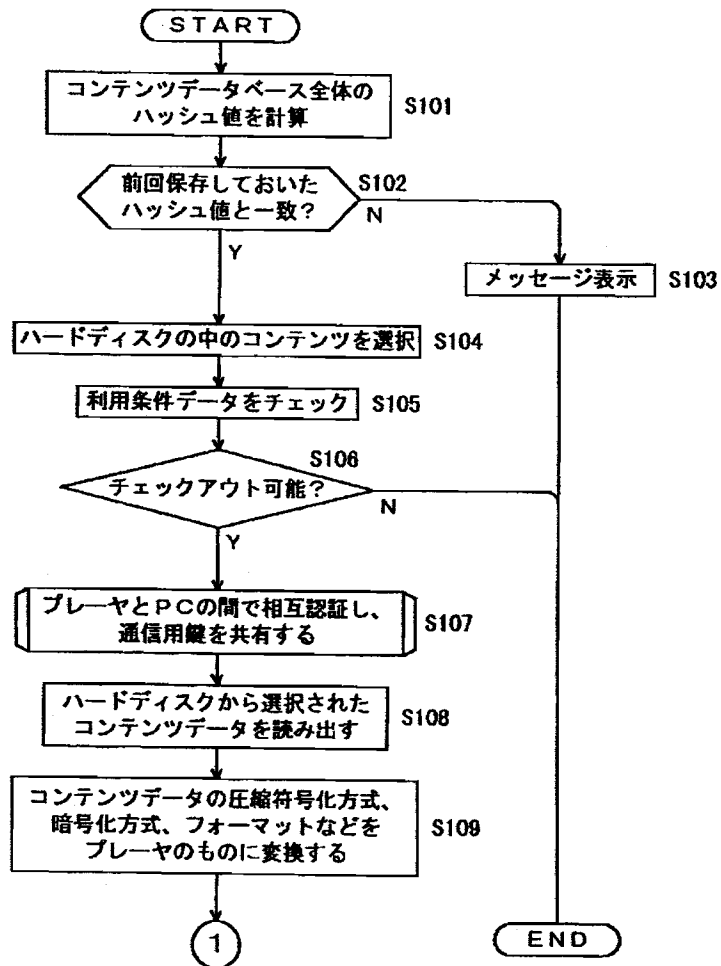 START
コンテンツデータベース全体の
ハッシュ値を計算
S101
前回保存しておいた
ハッシュ値と一致?
S102
N
Y
メッセージ表示
S103
ハードディスクの中のコンテンツを選択
S104
利用条件データをチェック
S105
S106
チェックアウト可能?
N
Y
プレーヤとPCの間で相互認証し、
通信用鍵を共有する
S107
ハードディスクから選択された
コンテンツデータを読み出す
S108
コンテンツデータの圧縮符号化方式、
暗号化方式、フォーマットなどを
プレーヤのものに変換する
S109
1
END